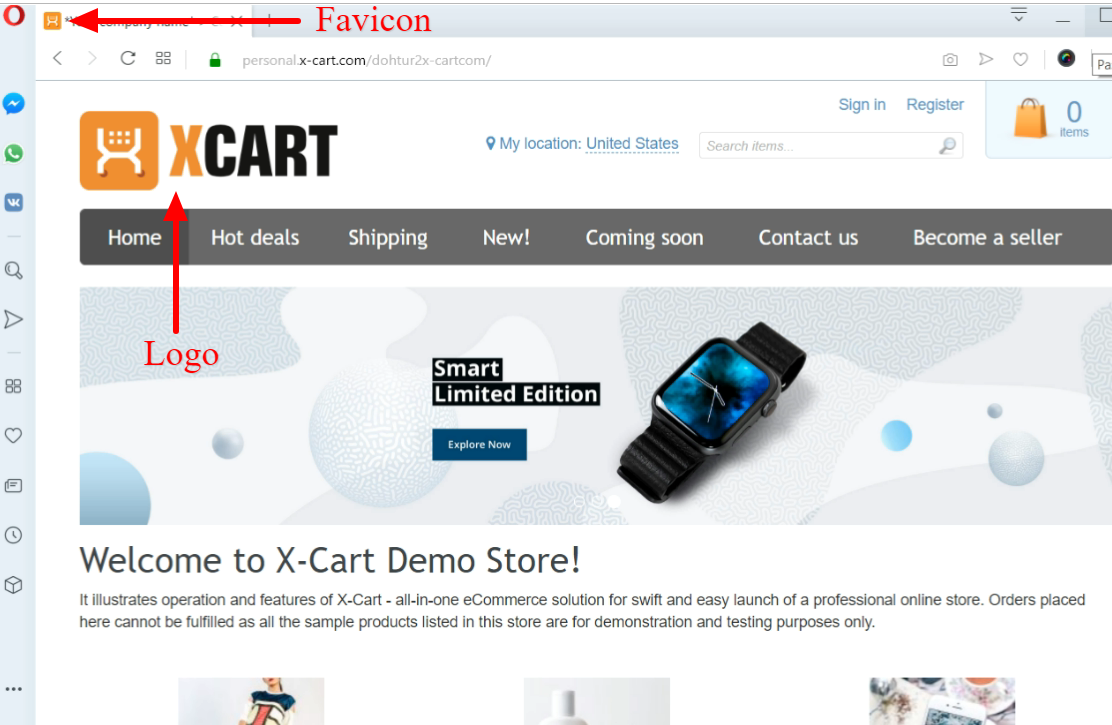 Favicon
company name
personal.x-cart.com/dohtur2x-cartcom/
Pa
Sign in Register
0
items
XCART
My location: United States
Search items...
Home Hot deals Shipping New! Coming soon Contact us Become a seller
Logo
Smart
Limited Edition
Explore Now
Welcome to X-Cart Demo Store!
It illustrates operation and features of X-Cart - all-in-one eCommerce solution for swift and easy launch of a professional online store. Orders placed
here cannot be fulfilled as all the sample products listed in this store are for demonstration and testing purposes only.